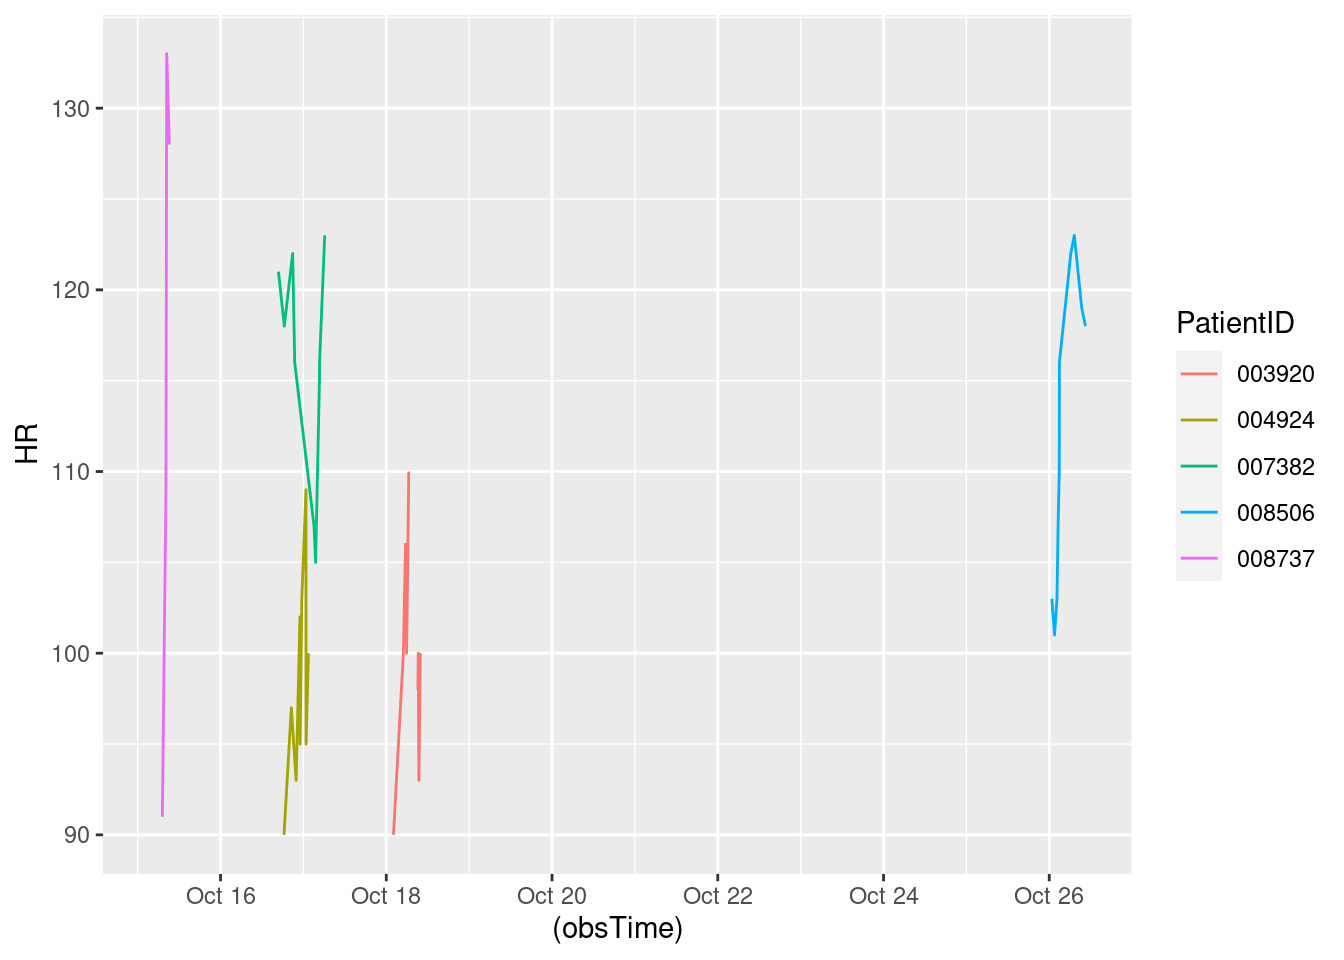 HR
130
120
110
100
90
Oct 16
Oct 18
Oct 20
Oct 22
Oct 24
Oct 26
(obsTime)
PatientID
003920
004924
007382
008506
008737